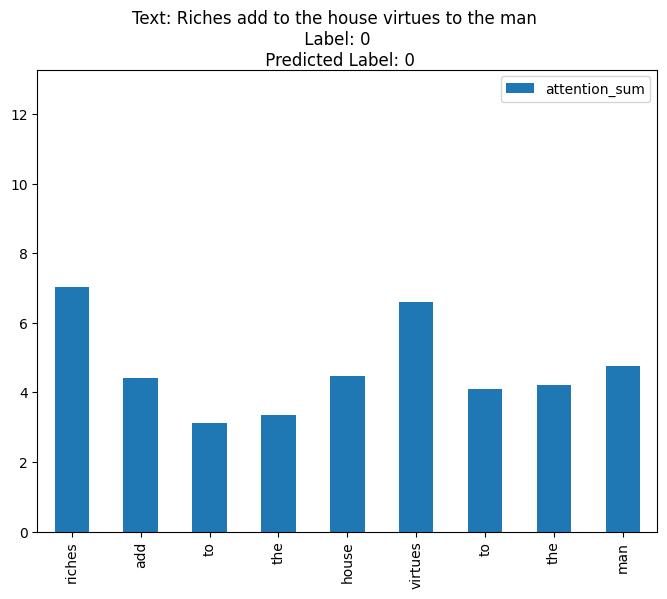 Text: Riches add to the house virtues to the man
Label: 0
Predicted Label: 0
attention_sum
12
10
8
6
4
2
0
riches
add
to
the
house
virtues
to
the
man